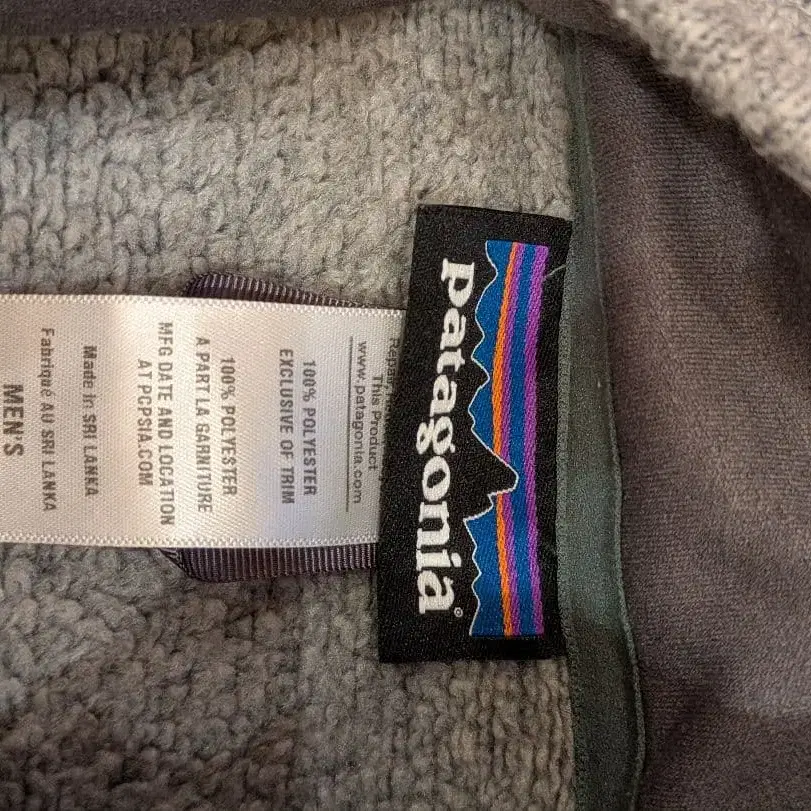 patagonia®
Repair
This Product
www.patagonia.com
100% POLYESTER
EXCLUSIVE OF TRIM
100% POLYESTER
A PART LA GARNITURE
MFG DATE AND LOCATION
AT PCPSIA.COM
Made in SRI LANKA
Fabriqué AU SRI LANKA
MEN'S